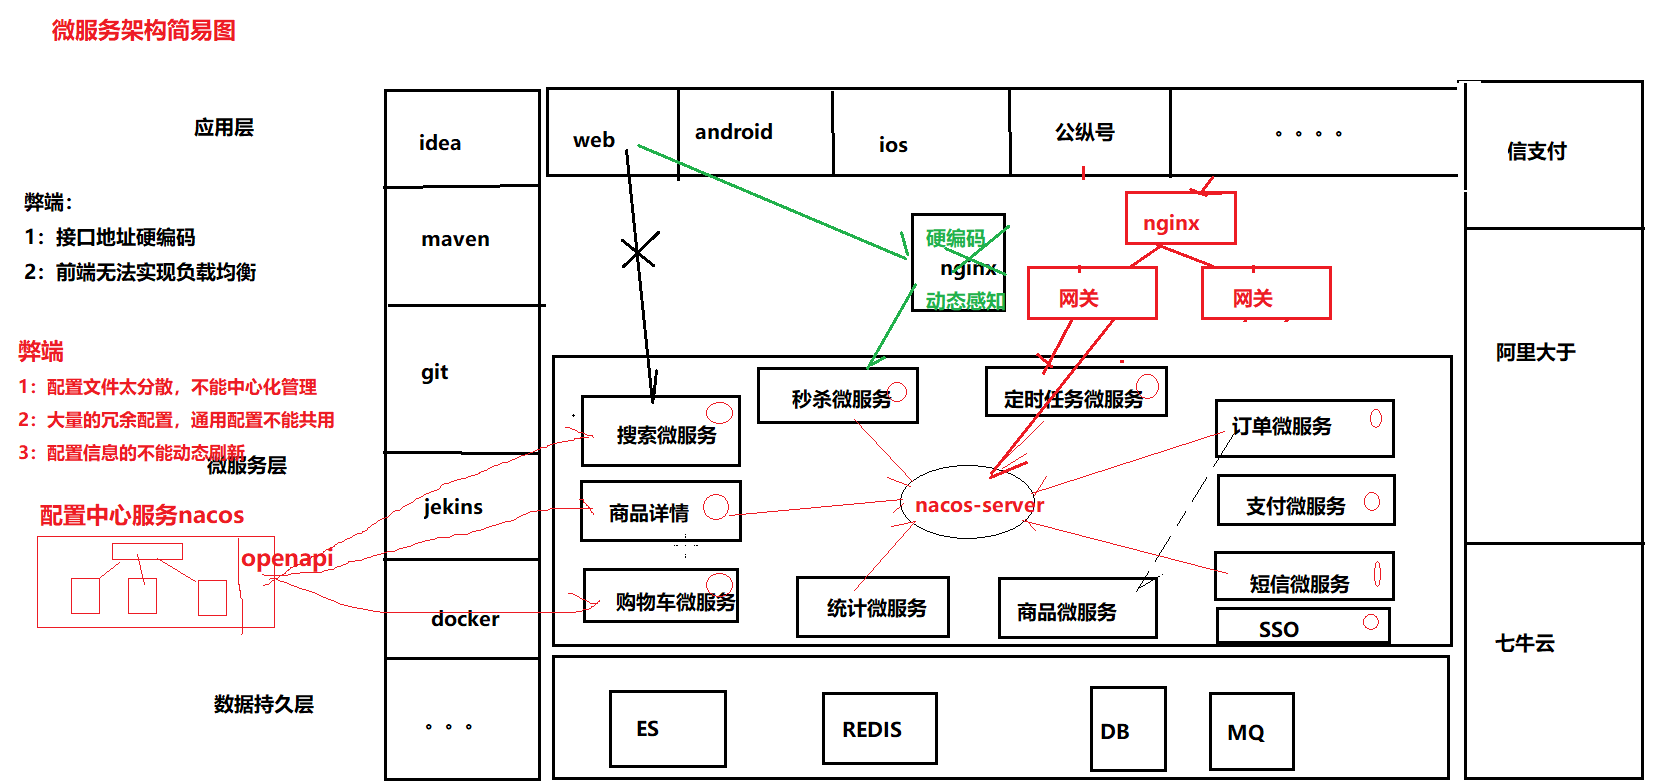 微服务架构简易图
应用层
idea
web
android
ios
公纵号
。。。。
信支付
弊端：
1：接口地址硬编码
2：前端无法实现负载均衡
maven
硬编码
nginx
动态感知
nginx
网关
网关
弊端
1：配置文件太分散，不能中心化管理
2：大量的冗余配置，通用配置不能共用
3：配置信息的不能动态刷新
微服务层
git
阿里大于
秒杀微服务
定时任务微服务
搜索微服务
订单微服务
配置中心服务nacos
openapi
jekins
商品详情
nacos-server
支付微服务
docker
购物车微服务
统计微服务
商品微服务
短信微服务
SSO
七牛云
数据持久层
。。。
ES
REDIS
DB
MQ